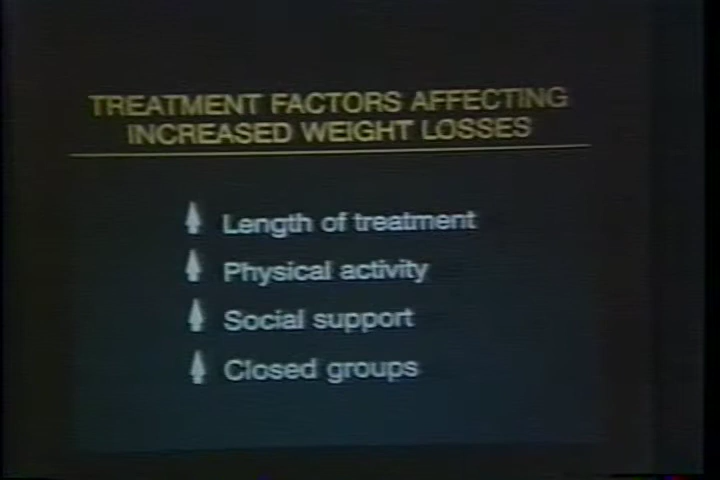 TREATMENT FACTORS AFFECTING
INCREASED WEIGHT LOSSES
Length of treatment
Physical activity
Social support
Closed groups